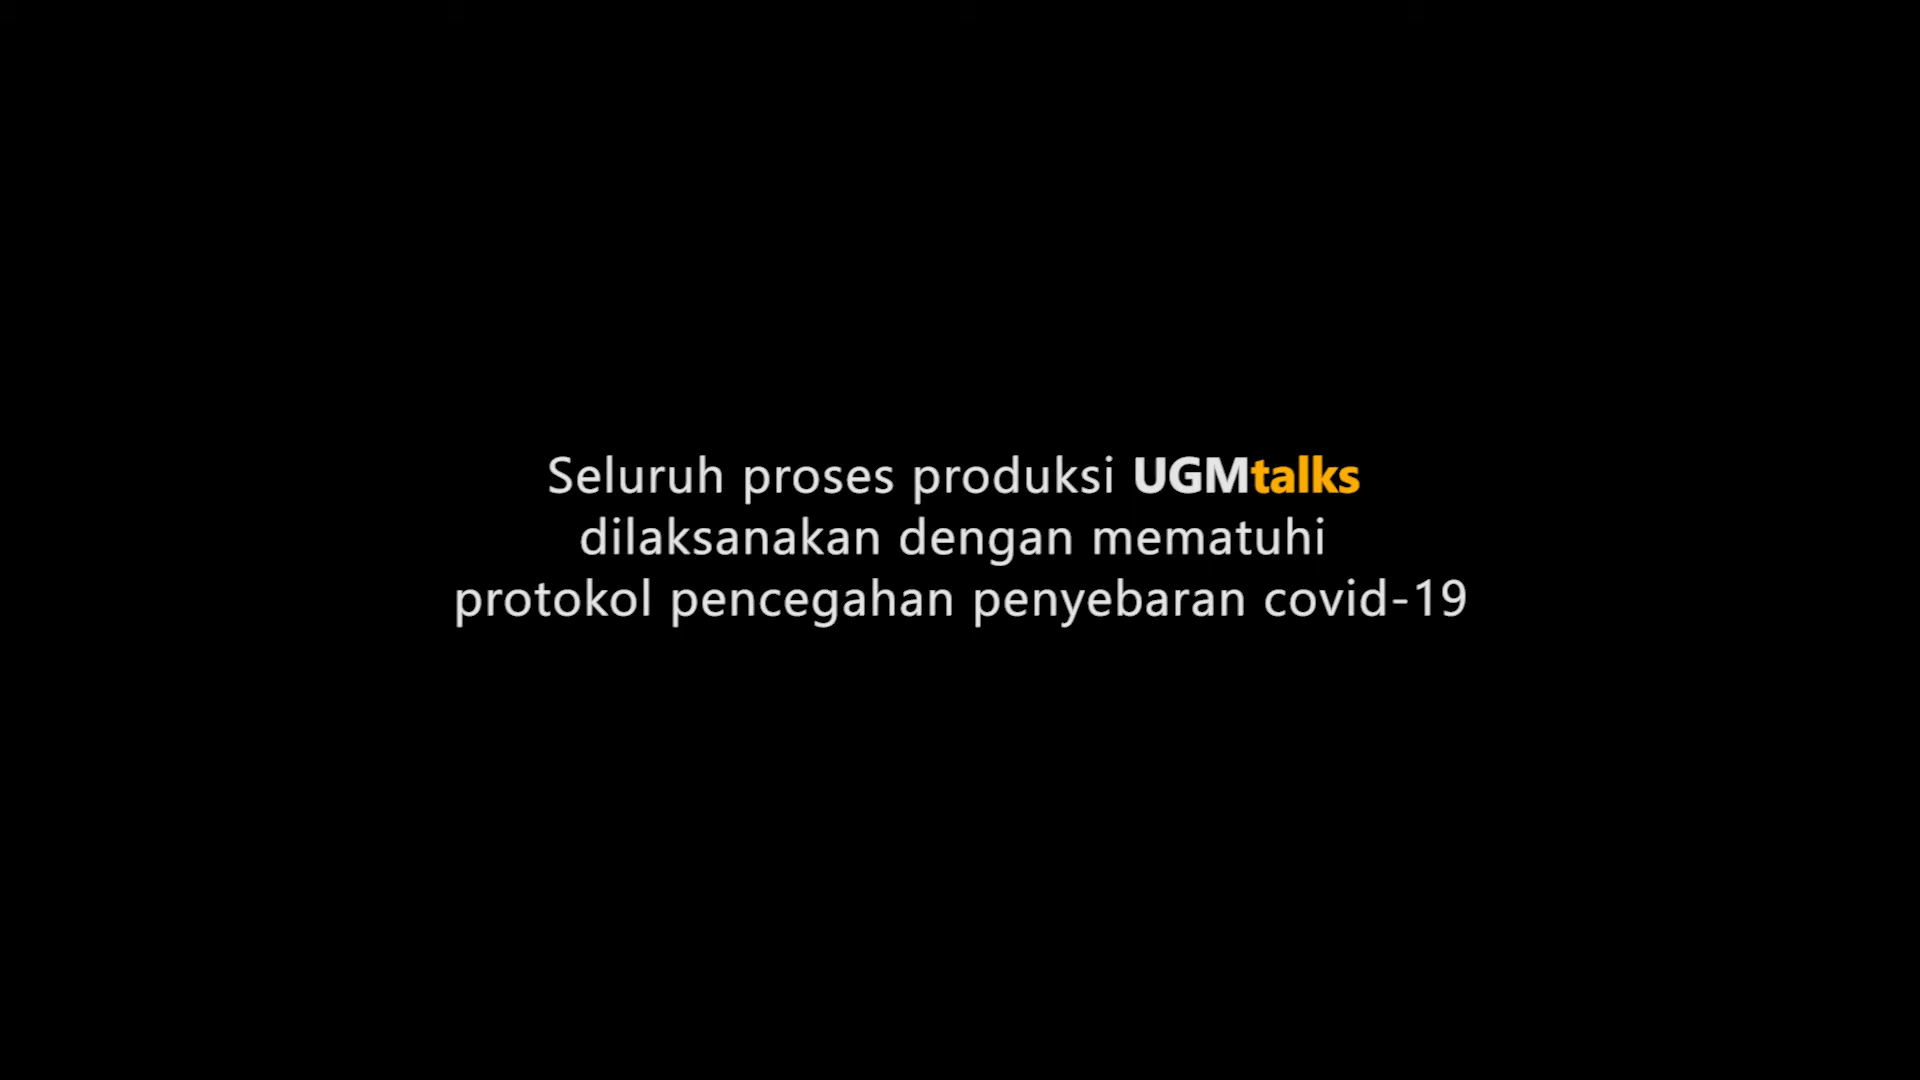 Seluruh proses produksi UGMtalks
dilaksanakan dengan mematuhi
protokol pencegahan penyebaran covid-19